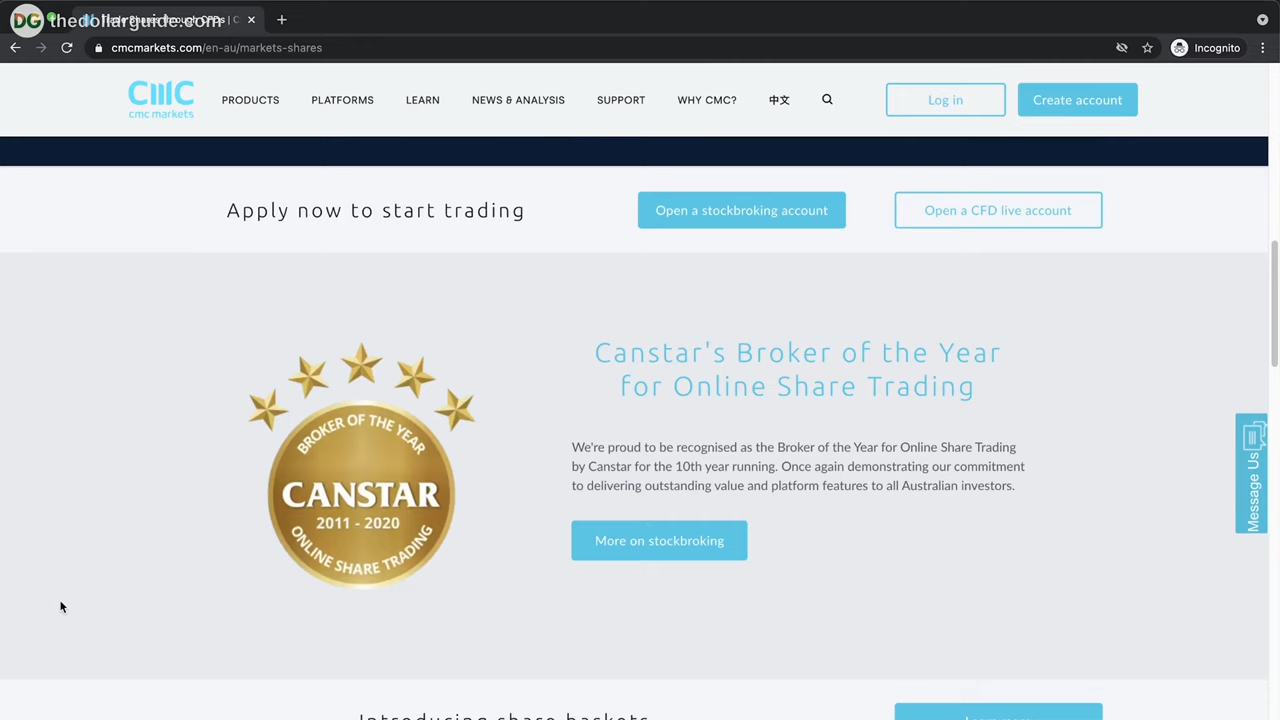 thedollarguide.com
DG
cmcmarkets.com/en-au/markets-shares
Incognito
cmc
cmc markets
PRODUCTS
PLATFORMS
LEARN
NEWS & ANALYSIS
SUPPORT
WHY CMC?
中文
Log in
Create account
Apply now to start trading
Open a stockbroking account
Open a CFD live account
BROKER OF THE YEAR
CANSTAR
2011 - 2020
ONLINE SHARE TRADING
Canstar's Broker of the Year
for Online Share Trading
We're proud to be recognised as the Broker of the Year for Online Share Trading
by Canstar for the 10th year running. Once again demonstrating our commitment
to delivering outstanding value and platform features to all Australian investors.
More on stockbroking
Message Us
Introducing share baskets
Learn more